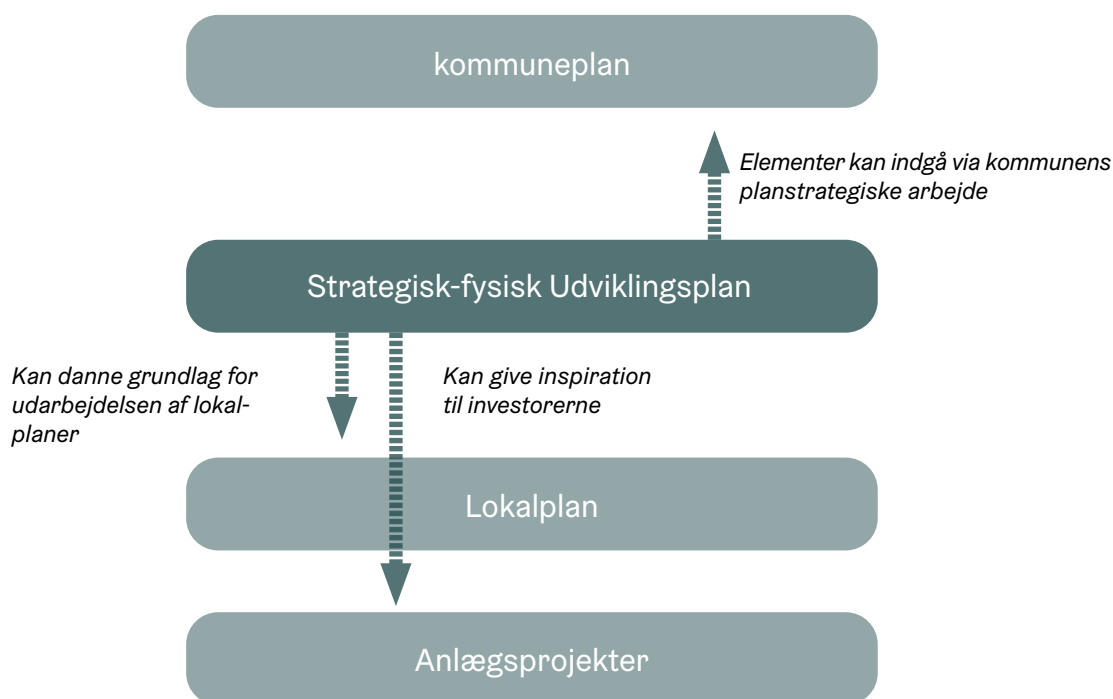 kommuneplan
Elementer kan indgå via kommunens
planstrategiske arbejde
Strategisk-fysisk Udviklingsplan
Kan danne grundlag for
udarbejdelsen af lokal-
planer
Kan give inspiration
til investorerne
Lokalplan
Anlægsprojekter